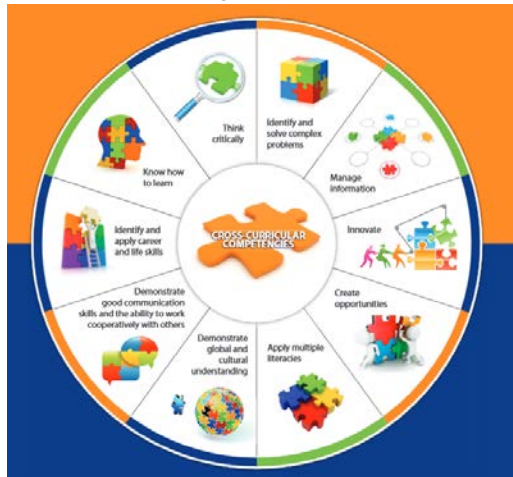 Think
critically
Identify and
solve complex
problems
Manage
information
Innovate
Create
opportunities
Apply multiple
literacies
Demonstrate
global and
cultural
understanding
Demonstrate
good communication
skills and the ability to work
cooperatively with others
Identify and
apply career
and life skills
Know how
to learn
CROSS-CURRICULAR
COMPETENCIES